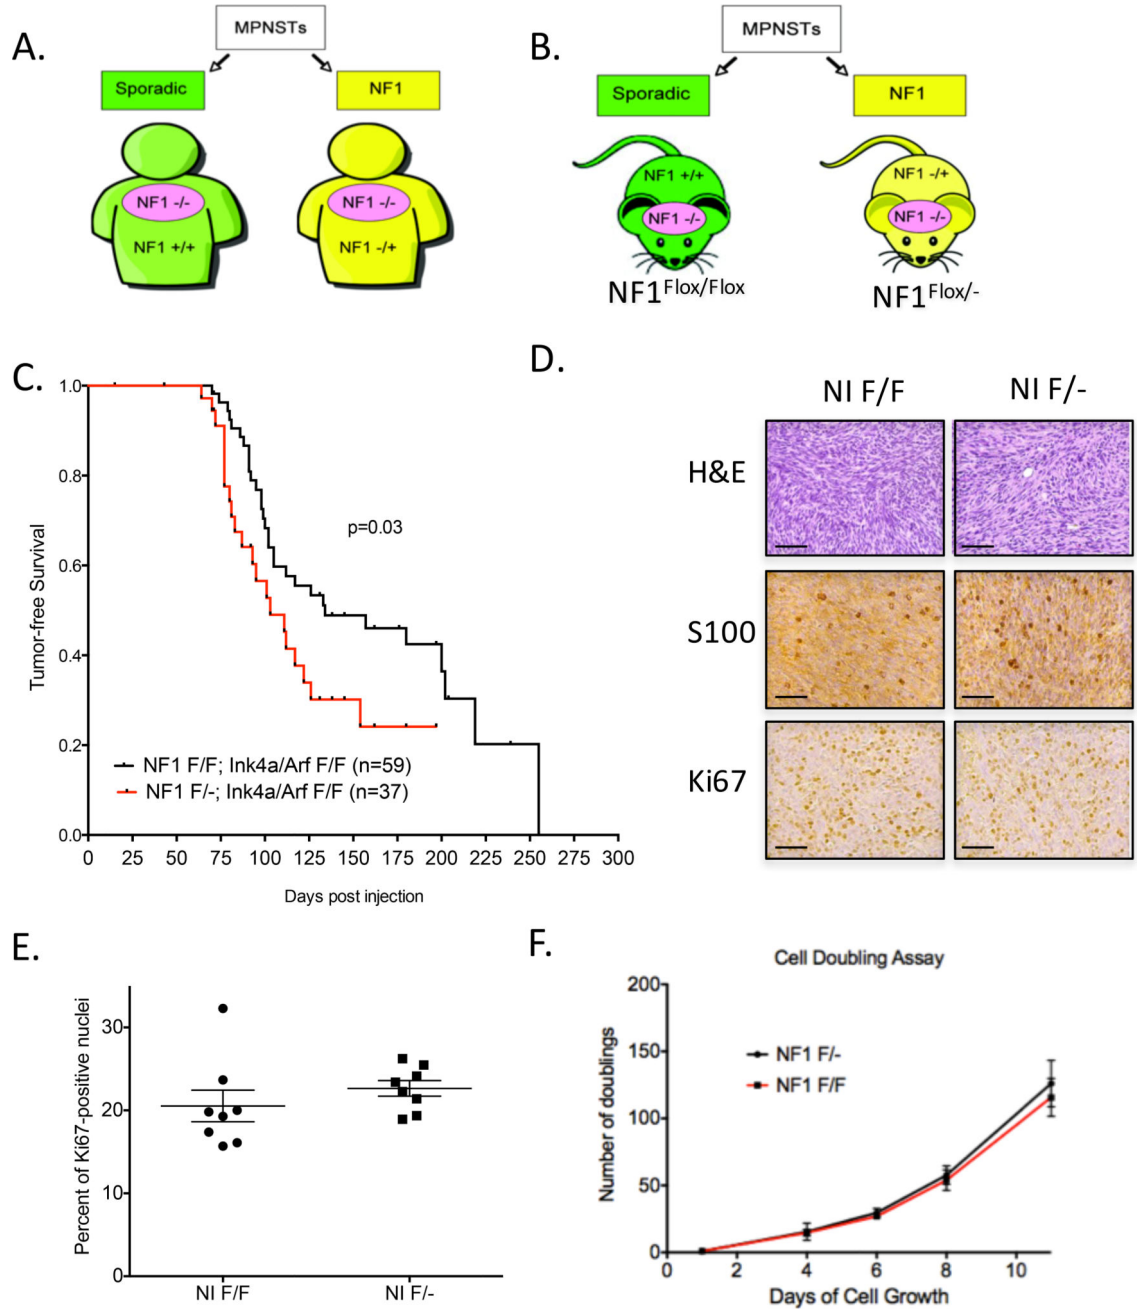 A.
MPNSTs
Sporadic
NF1
NF1 -/-
NF1 +/+
NF1 -/-
NF1 -/+
B.
MPNSTs
Sporadic
NF1
NF1 +/+
NF1 -/-
NF1 -/+
NF1 -/-
NF1Flox/Flox
NF1Flox/-
C.
Tumor-free Survival
1.0
0.8
0.6
0.4
0.2
0.0
p=0.03
NF1 F/F; Ink4a/Arf F/F (n=59)
NF1 F/-; Ink4a/Arf F/F (n=37)
0 25 50 75 100 125 150 175 200 225 250 275 300
Days post injection
D.
NI F/F NI F/-
H&E
S100
Ki67
E.
Percent of Ki67-positive nuclei
30
20
10
0
NI F/F NI F/-
F.
Cell Doubling Assay
Number of doublings
200
150
100
50
0
NF1 F/-
NF1 F/F
0 2 4 6 8 10
Days of Cell Growth